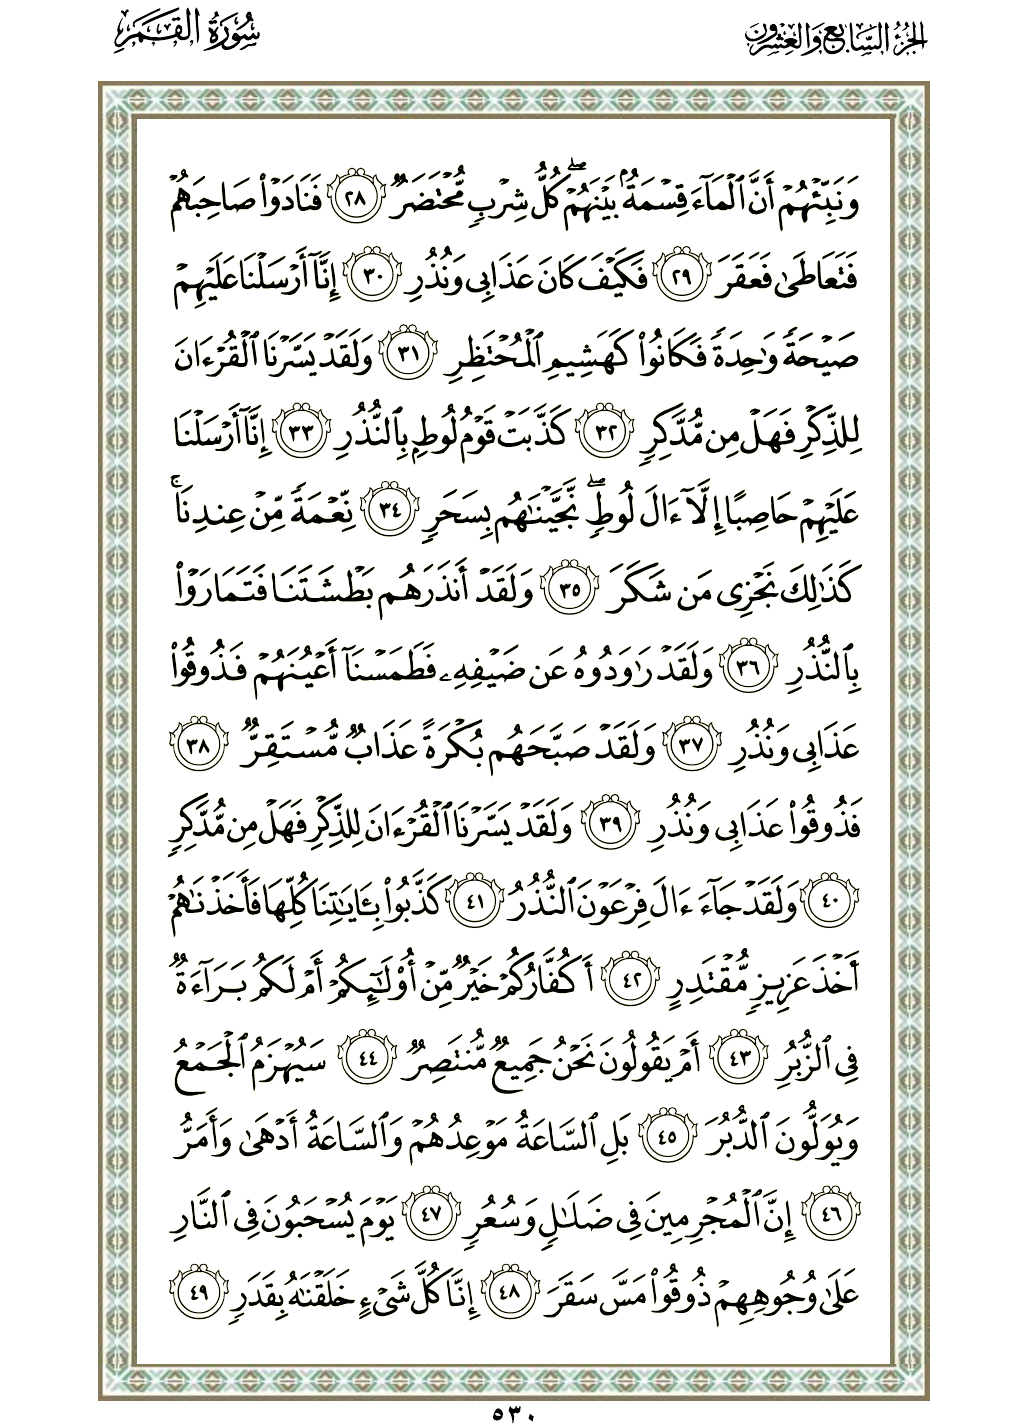 الجزء السابع والعشرون
سورة القمر
وَنَبِّئْهُمْ أَنَّ ٱلْمَآءَ قِسْمَةٌۢ بَيْنَهُمْ ۖ كُلُّ شِرْبٍ مُّحْتَضَرٌ ٢٨ فَنَادَوْا۟ صَاحِبَهُمْ
فَتَعَاطَىٰ فَعَقَرَ ٢٩ فَكَيْفَ كَانَ عَذَابِى وَنُذُرِ ٣٠ إِنَّآ أَرْسَلْنَا عَلَيْهِمْ
صَيْحَةً وَٰحِدَةً فَكَانُوا۟ كَهَشِيمِ ٱلْمُحْتَظِرِ ٣١ وَلَقَدْ يَسَّرْنَا ٱلْقُرْءَانَ
لِلذِّكْرِ فَهَلْ مِن مُّدَّكِرٍ ٣٢ كَذَّبَتْ قَوْمُ لُوطٍۭ بِٱلنُّذُرِ ٣٣ إِنَّآ أَرْسَلْنَا
عَلَيْهِمْ حَاصِبًا إِلَّآ ءَالَ لُوطٍ ۖ نَّجَّيْنَٰهُم بِسَحَرٍ ٣٤ نِّعْمَةً مِّنْ عِندِنَا ۚ
كَذَٰلِكَ نَجْزِى مَن شَكَرَ ٣٥ وَلَقَدْ أَنذَرَهُم بَطْشَتَنَا فَتَمَارَوْا۟
بِٱلنُّذُرِ ٣٦ وَلَقَدْ رَٰوَدُوهُ عَن ضَيْفِهِۦ فَطَمَسْنَآ أَعْيُنَهُمْ فَذُوقُوا۟
عَذَابِى وَنُذُرِ ٣٧ وَلَقَدْ صَبَّحَهُم بُكْرَةً عَذَابٌ مُّسْتَقِرٌّ ٣٨
فَذُوقُوا۟ عَذَابِى وَنُذُرِ ٣٩ وَلَقَدْ يَسَّرْنَا ٱلْقُرْءَانَ لِلذِّكْرِ فَهَلْ مِن مُّدَّكِرٍ
٤٠ وَلَقَدْ جَآءَ ءَالَ فِرْعَوْنَ ٱلنُّذُرُ ٤١ كَذَّبُوا۟ بِـَٔايَٰتِنَا كُلِّهَا فَأَخَذْنَٰهُمْ
أَخْذَ عَزِيزٍ مُّقْتَدِرٍ ٤٢ أَكُفَّارُكُمْ خَيْرٌ مِّنْ أُو۟لَٰٓئِكُمْ أَمْ لَكُم بَرَآءَةٌ
فِى ٱلزُّبُرِ ٤٣ أَمْ يَقُولُونَ نَحْنُ جَمِيعٌ مُّنتَصِرٌ ٤٤ سَيُهْزَمُ ٱلْجَمْعُ
وَيُوَلُّونَ ٱلدُّبُرَ ٤٥ بَلِ ٱلسَّاعَةُ مَوْعِدُهُمْ وَٱلسَّاعَةُ أَدْهَىٰ وَأَمَرُّ
٤٦ إِنَّ ٱلْمُجْرِمِينَ فِى ضَلَٰلٍ وَسُعُرٍ ٤٧ يَوْمَ يُسْحَبُونَ فِى ٱلنَّارِ
عَلَىٰ وُجُوهِهِمْ ذُوقُوا۟ مَسَّ سَقَرَ ٤٨ إِنَّا كُلَّ شَىْءٍ خَلَقْنَٰهُ بِقَدَرٍ ٤٩
٥٣٠